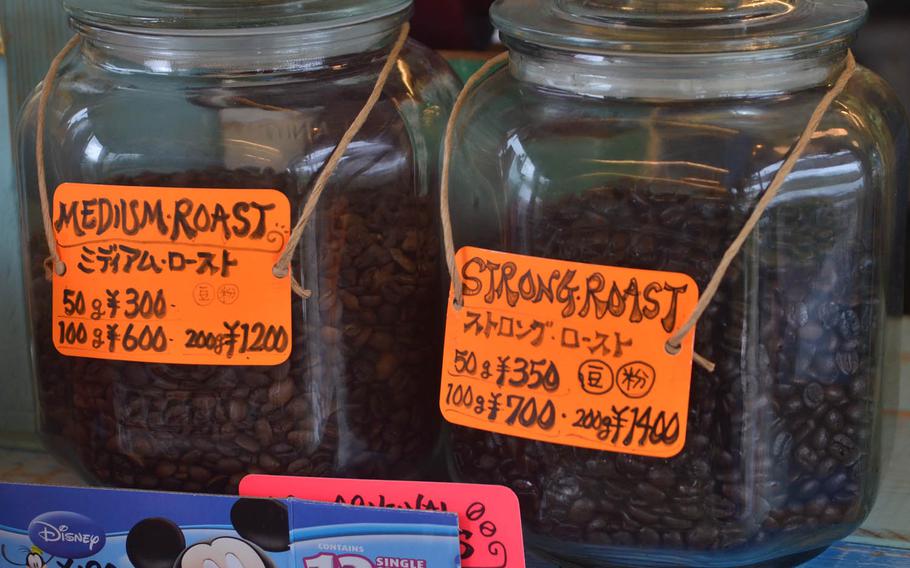 MEDIUM・ROAST
ミディアム・ロースト
50g¥300- 豆 粉
100g¥600- 200g¥1200
STRONG・ROAST
ストロング・ロースト
50g¥350 豆 粉
100g¥700・200g¥1400
Disney
CONTAINS
SINGLE